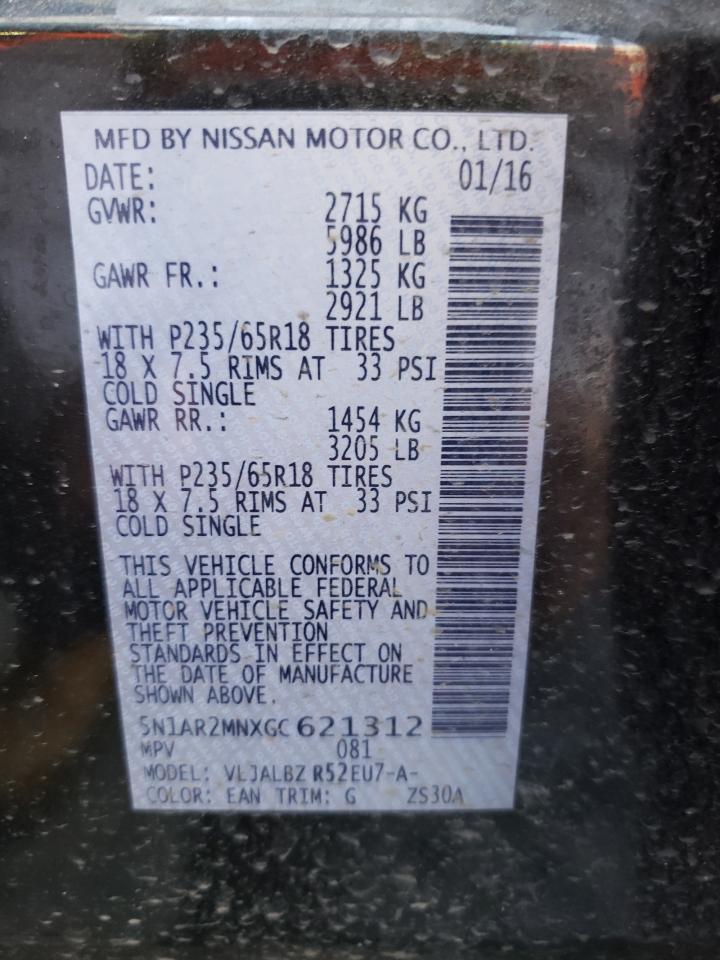 MFD BY NISSAN MOTOR CO., LTD.
DATE: 01/16
GVWR: 2715 KG
5986 LB
GAWR FR.: 1325 KG
2921 LB
WITH P235/65R18 TIRES
18 X 7.5 RIMS AT 33 PSI
COLD SINGLE
GAWR RR.: 1454 KG
3205 LB
WITH P235/65R18 TIRES
18 X 7.5 RIMS AT 33 PSI
COLD SINGLE
THIS VEHICLE CONFORMS TO
ALL APPLICABLE FEDERAL
MOTOR VEHICLE SAFETY AND
THEFT PREVENTION
STANDARDS IN EFFECT ON
THE DATE OF MANUFACTURE
SHOWN ABOVE.
5N1AR2MNXGC 621312
MPV 081
MODEL: VLJALBZ R52EU7-A-
COLOR: EAN TRIM: G ZS30A